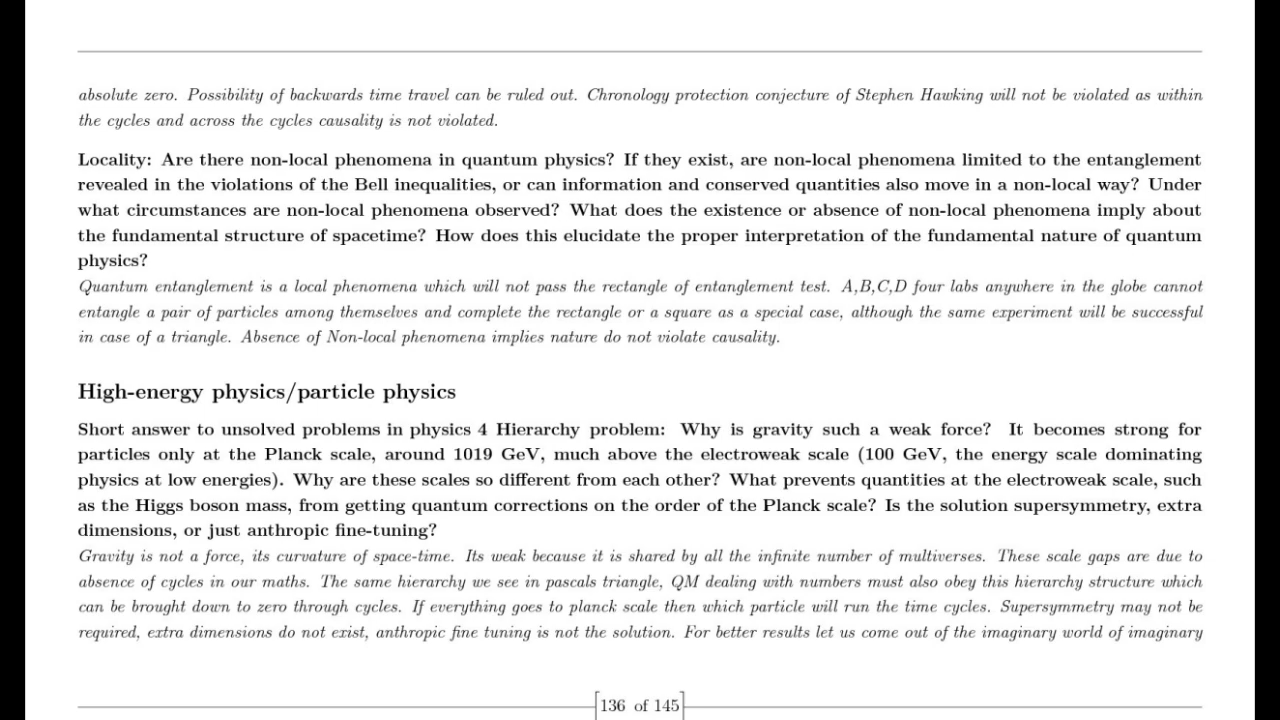 absolute zero. Possibility of backwards time travel can be ruled out. Chronology protection conjecture of Stephen Hawking will not be violated as within
the cycles and across the cycles causality is not violated.
Locality: Are there non-local phenomena in quantum physics? If they exist, are non-local phenomena limited to the entanglement
revealed in the violations of the Bell inequalities, or can information and conserved quantities also move in a non-local way? Under
what circumstances are non-local phenomena observed? What does the existence or absence of non-local phenomena imply about
the fundamental structure of spacetime? How does this elucidate the proper interpretation of the fundamental nature of quantum
physics?
Quantum entanglement is a local phenomena which will not pass the rectangle of entanglement test. A,B,C,D four labs anywhere in the globe cannot
entangle a pair of particles among themselves and complete the rectangle or a square as a special case, although the same experiment will be successful
in case of a triangle. Absence of Non-local phenomena implies nature do not violate causality.
High-energy physics/particle physics
Short answer to unsolved problems in physics 4 Hierarchy problem: Why is gravity such a weak force? It becomes strong for
particles only at the Planck scale, around 1019 GeV, much above the electroweak scale (100 GeV, the energy scale dominating
physics at low energies). Why are these scales so different from each other? What prevents quantities at the electroweak scale, such
as the Higgs boson mass, from getting quantum corrections on the order of the Planck scale? Is the solution supersymmetry, extra
dimensions, or just anthropic fine-tuning?
Gravity is not a force, its curvature of space-time. Its weak because it is shared by all the infinite number of multiverses. These scale gaps are due to
absence of cycles in our maths. The same hierarchy we see in pascals triangle, QM dealing with numbers must also obey this hierarchy structure which
can be brought down to zero through cycles. If everything goes to planck scale then which particle will run the time cycles. Supersymmetry may not be
required, extra dimensions do not exist, anthropic fine tuning is not the solution. For better results let us come out of the imaginary world of imaginary
136 of 145